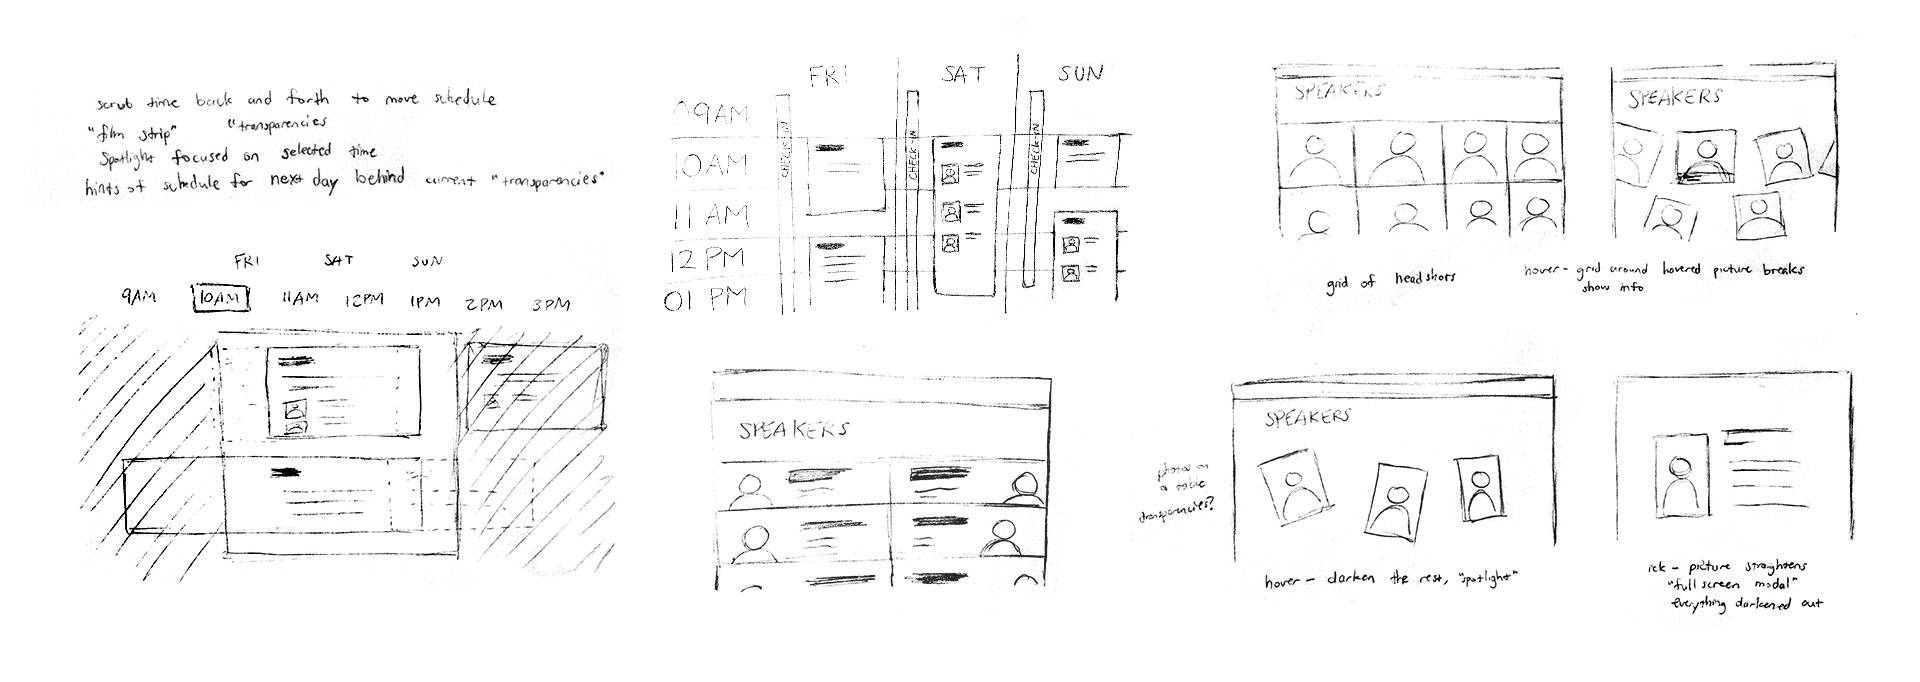 scrub time back and forth to move schedule
"film strip" "transparencies
Spotlight focused on selected time
hints of schedule for next day behind current "transparencies"
FRI SAT SUN
9AM 10AM 11AM 12PM 1PM 2PM 3PM
FRI SAT SUN
09AM
10AM
11 AM
12 PM
01 PM
CHECK-IN
CHECK-IN
CHECK-IN
SPEAKERS
SPEAKERS
SPEAKERS
grid of headshots
hover - grid around hovered picture breaks
show info
photos on
a table
transparencies?
SPEAKERS
hover - darken the rest, "spotlight"
ick - picture straightens
"full screen modal"
everything darkened out